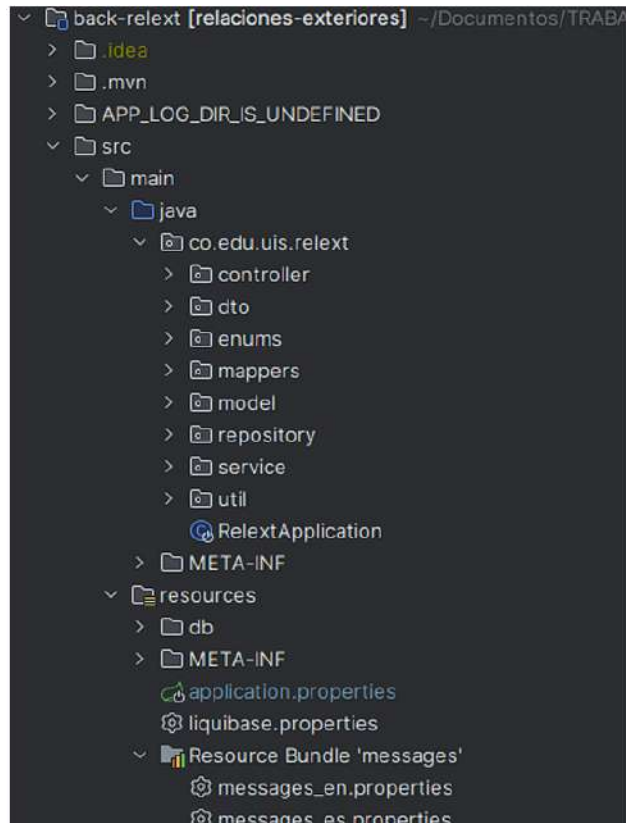 back-relext [relaciones-exteriores] ~/Documentos/TRABA
.idea
.mvn
APP_LOG_DIR_IS_UNDEFINED
src
main
java
co.edu.uis.relext
controller
dto
enums
mappers
model
repository
service
util
RelextApplication
META-INF
resources
db
META-INF
application.properties
liquibase.properties
Resource Bundle 'messages'
messages_en.properties
messages_es.properties